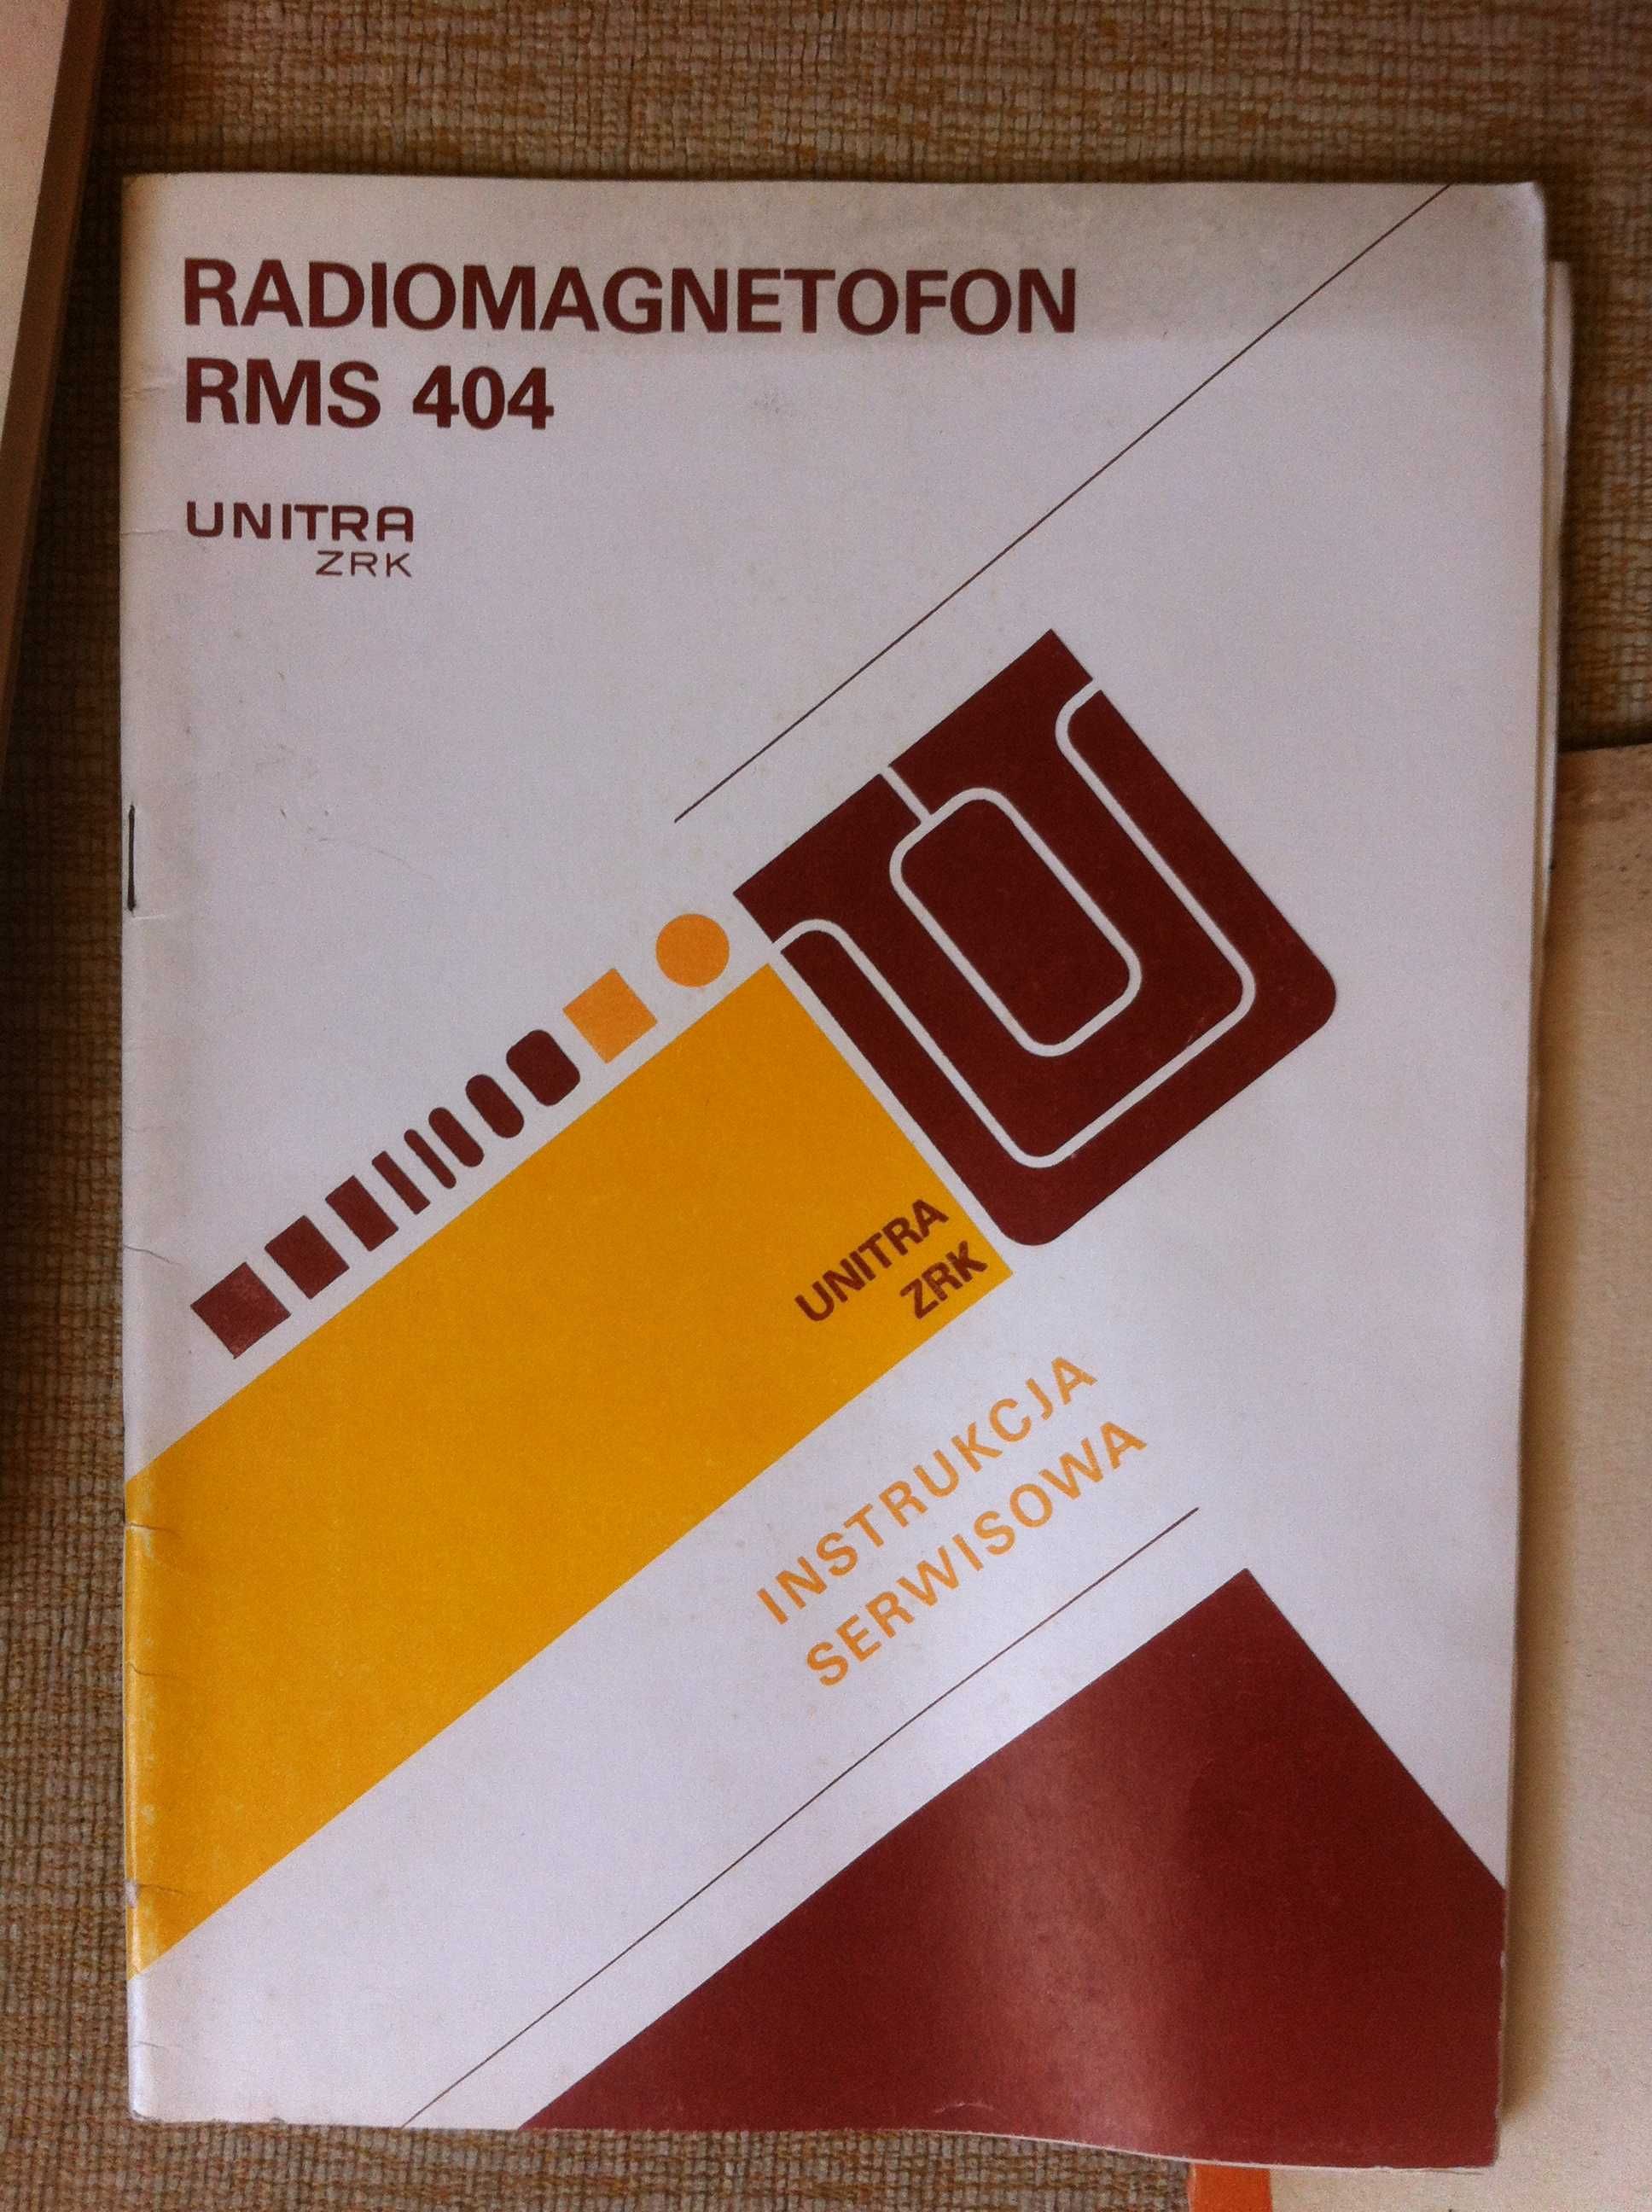 RADIOMAGNETOFON
RMS 404
UNITRA
ZRK
UNITRA
ZRK
INSTRUKCJA
SERWISOWA